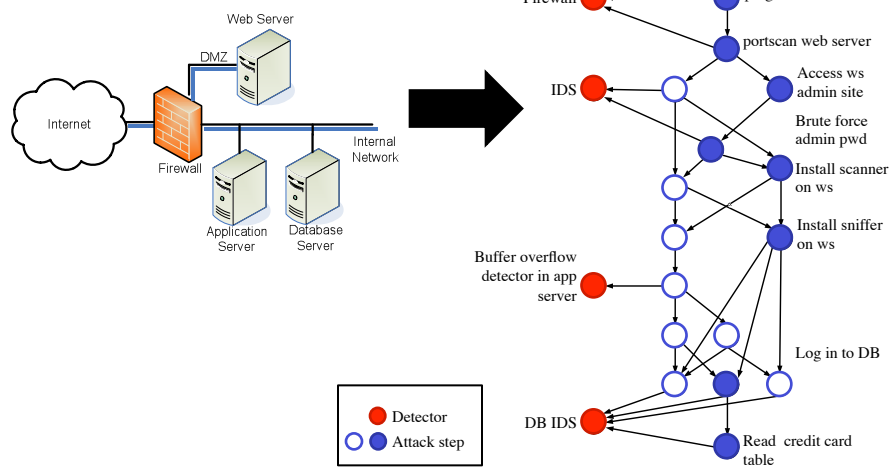 Web Server
DMZ
Internet
Firewall
Internal
Network
Application
Server
Database
Server
portscan web server
Access ws
admin site
IDS
Brute force
admin pwd
Install scanner
on ws
Install sniffer
on ws
Buffer overflow
detector in app
server
Log in to DB
DB IDS
Read credit card
table
Detector
Attack step